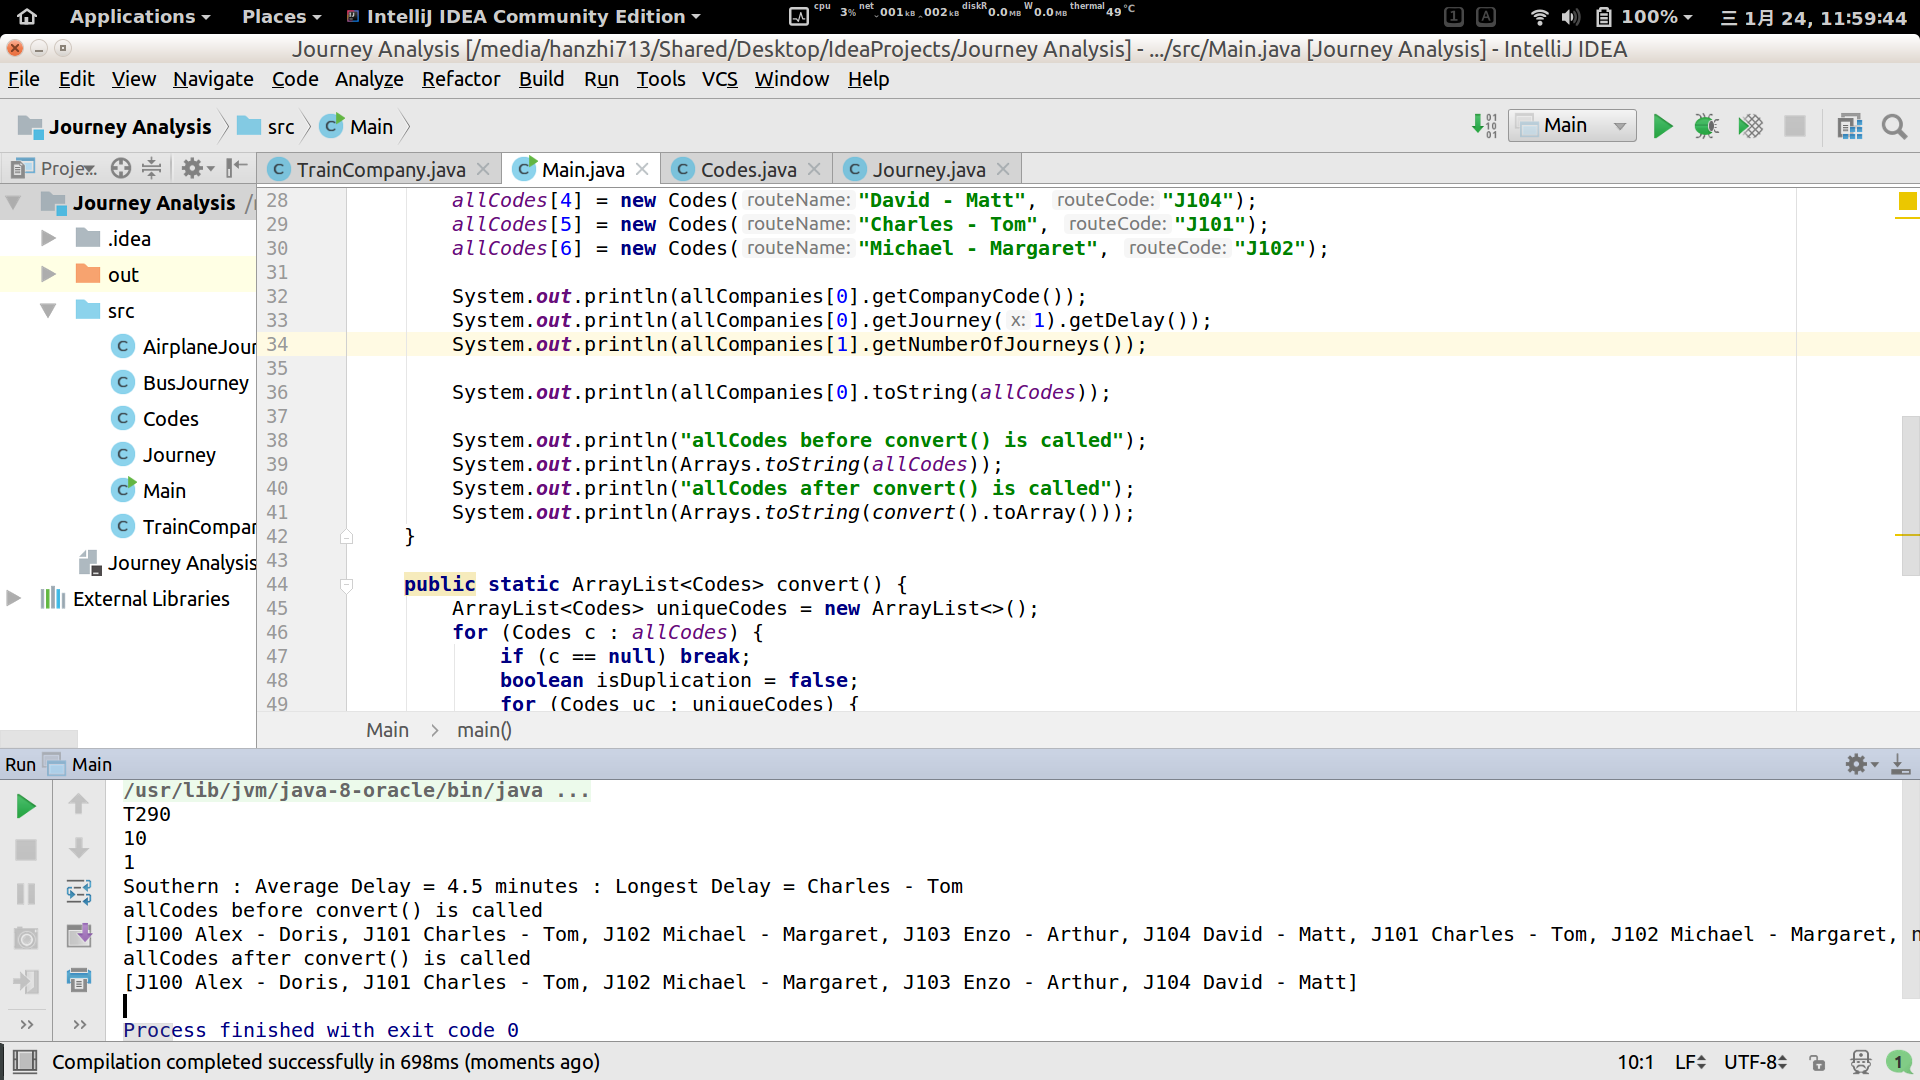 Applications Places IntelliJ IDEA Community Edition cpu 3% net 001kB 002kB diskR 0.0MB W 0.0MB thermal 49°C 1 A 100% 三 1月 24, 11:59:44
Journey Analysis [/media/hanzhi713/Shared/Desktop/IdeaProjects/Journey Analysis] - .../src/Main.java [Journey Analysis] - IntelliJ IDEA
File Edit View Navigate Code Analyze Refactor Build Run Tools VCS Window Help
Journey Analysis src Main Main
Proje.. TrainCompany.java Main.java Codes.java Journey.java
Journey Analysis
.idea
out
src
AirplaneJour
BusJourney
Codes
Journey
Main
TrainCompar
Journey Analysis
External Libraries
28 allCodes[4] = new Codes( routeName: "David - Matt", routeCode: "J104");
29 allCodes[5] = new Codes( routeName: "Charles - Tom", routeCode: "J101");
30 allCodes[6] = new Codes( routeName: "Michael - Margaret", routeCode: "J102");
31
32 System.out.println(allCompanies[0].getCompanyCode());
33 System.out.println(allCompanies[0].getJourney( x: 1).getDelay());
34 System.out.println(allCompanies[1].getNumberOfJourneys());
35
36 System.out.println(allCompanies[0].toString(allCodes));
37
38 System.out.println("allCodes before convert() is called");
39 System.out.println(Arrays.toString(allCodes));
40 System.out.println("allCodes after convert() is called");
41 System.out.println(Arrays.toString(convert().toArray()));
42 }
43
44 public static ArrayList<Codes> convert() {
45 ArrayList<Codes> uniqueCodes = new ArrayList<>();
46 for (Codes c : allCodes) {
47 if (c == null) break;
48 boolean isDuplication = false;
49 for (Codes uc : uniqueCodes) {
Main > main()
Run Main
/usr/lib/jvm/java-8-oracle/bin/java ...
T290
10
1
Southern : Average Delay = 4.5 minutes : Longest Delay = Charles - Tom
allCodes before convert() is called
[J100 Alex - Doris, J101 Charles - Tom, J102 Michael - Margaret, J103 Enzo - Arthur, J104 David - Matt, J101 Charles - Tom, J102 Michael - Margaret, n
allCodes after convert() is called
[J100 Alex - Doris, J101 Charles - Tom, J102 Michael - Margaret, J103 Enzo - Arthur, J104 David - Matt]
Process finished with exit code 0
Compilation completed successfully in 698ms (moments ago) 10:1 LF UTF-8 1